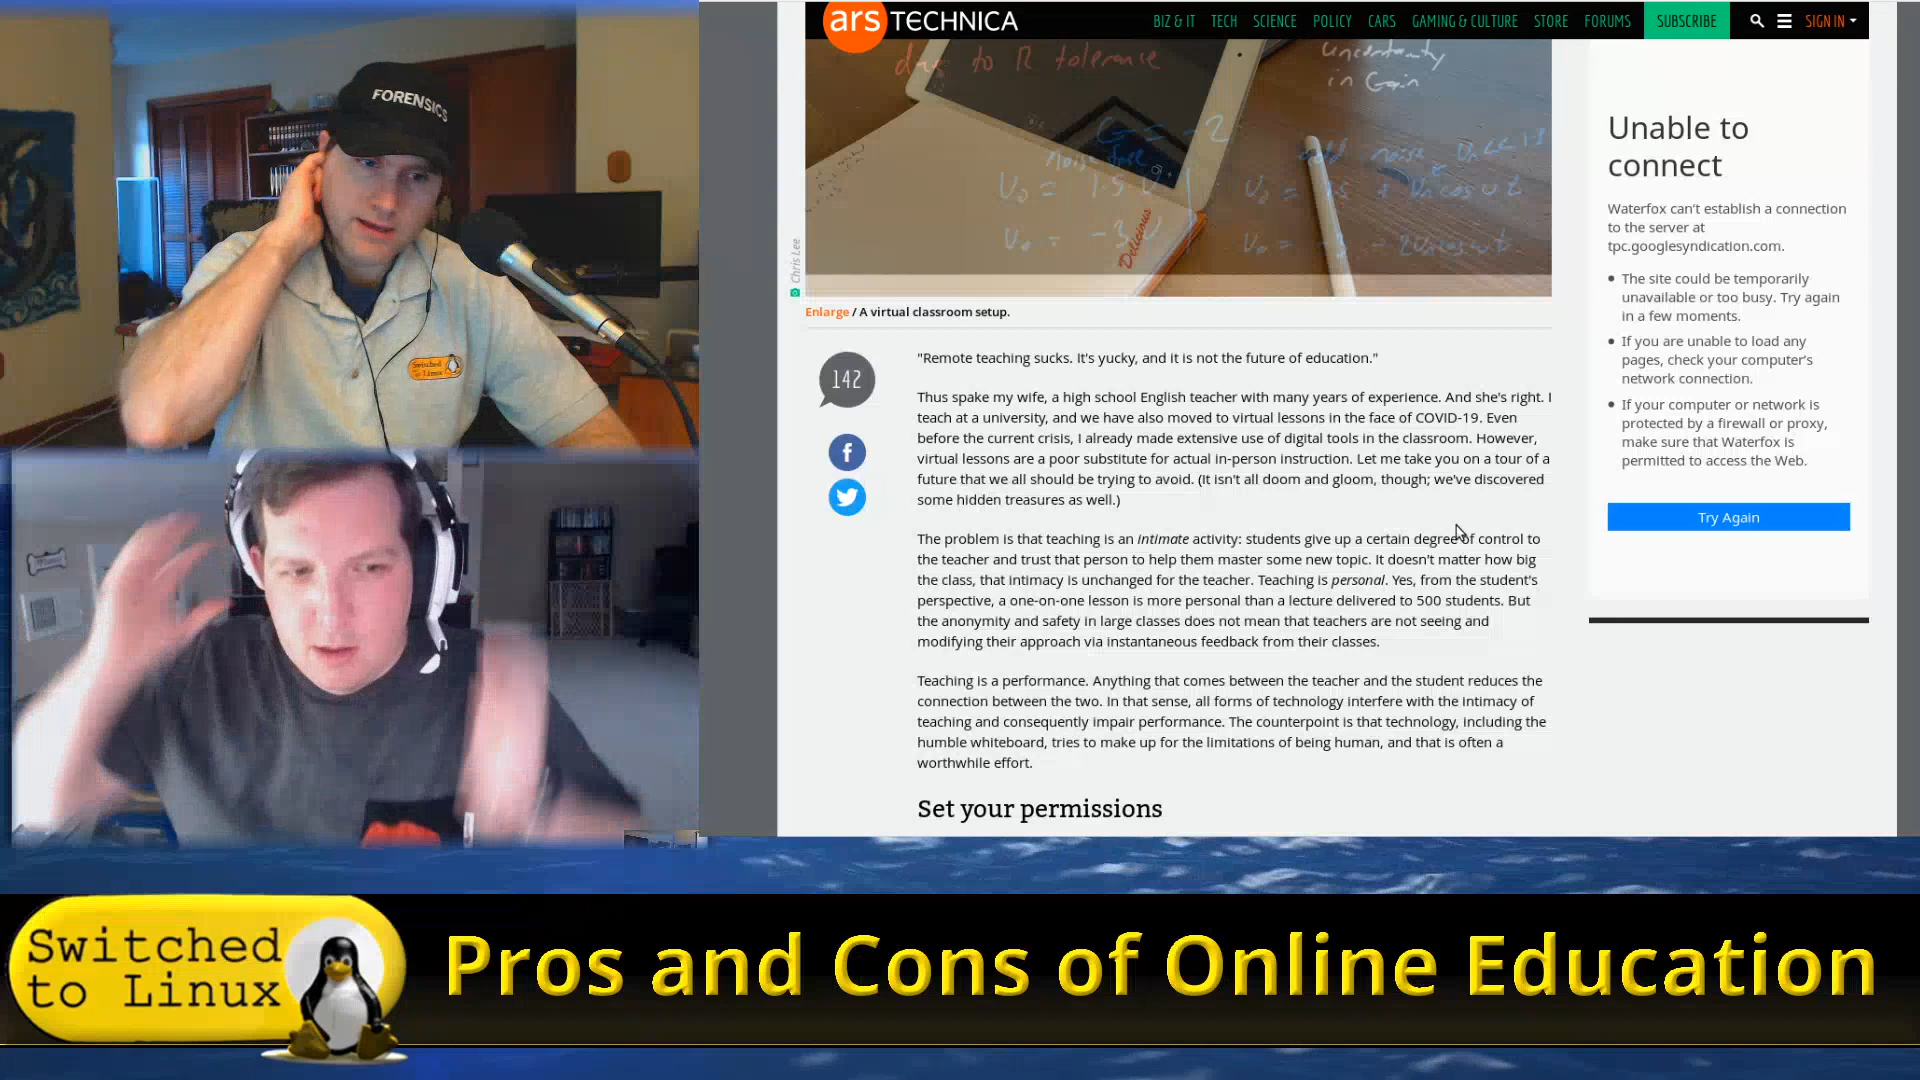 FORENSICS
Switched
to Linux
ars TECHNICA
BIZ & IT TECH SCIENCE POLICY CARS GAMING & CULTURE STORE FORUMS SUBSCRIBE SIGN IN
due to R tolerance
Uncertainty
in Gain
G = -2
Delicious
Chris Lee
Enlarge / A virtual classroom setup.
142
"Remote teaching sucks. It's yucky, and it is not the future of education."
Thus spake my wife, a high school English teacher with many years of experience. And she's right. I
teach at a university, and we have also moved to virtual lessons in the face of COVID-19. Even
before the current crisis, I already made extensive use of digital tools in the classroom. However,
virtual lessons are a poor substitute for actual in-person instruction. Let me take you on a tour of a
future that we all should be trying to avoid. (It isn't all doom and gloom, though; we've discovered
some hidden treasures as well.)
The problem is that teaching is an intimate activity: students give up a certain degree of control to
the teacher and trust that person to help them master some new topic. It doesn't matter how big
the class, that intimacy is unchanged for the teacher. Teaching is personal. Yes, from the student's
perspective, a one-on-one lesson is more personal than a lecture delivered to 500 students. But
the anonymity and safety in large classes does not mean that teachers are not seeing and
modifying their approach via instantaneous feedback from their classes.
Teaching is a performance. Anything that comes between the teacher and the student reduces the
connection between the two. In that sense, all forms of technology interfere with the intimacy of
teaching and consequently impair performance. The counterpoint is that technology, including the
humble whiteboard, tries to make up for the limitations of being human, and that is often a
worthwhile effort.
Set your permissions
Unable to
connect
Waterfox can't establish a connection
to the server at
tpc.googlesyndication.com.
The site could be temporarily
unavailable or too busy. Try again
in a few moments.
If you are unable to load any
pages, check your computer's
network connection.
If your computer or network is
protected by a firewall or proxy,
make sure that Waterfox is
permitted to access the Web.
Try Again
Switched
to Linux
Pros and Cons of Online Education